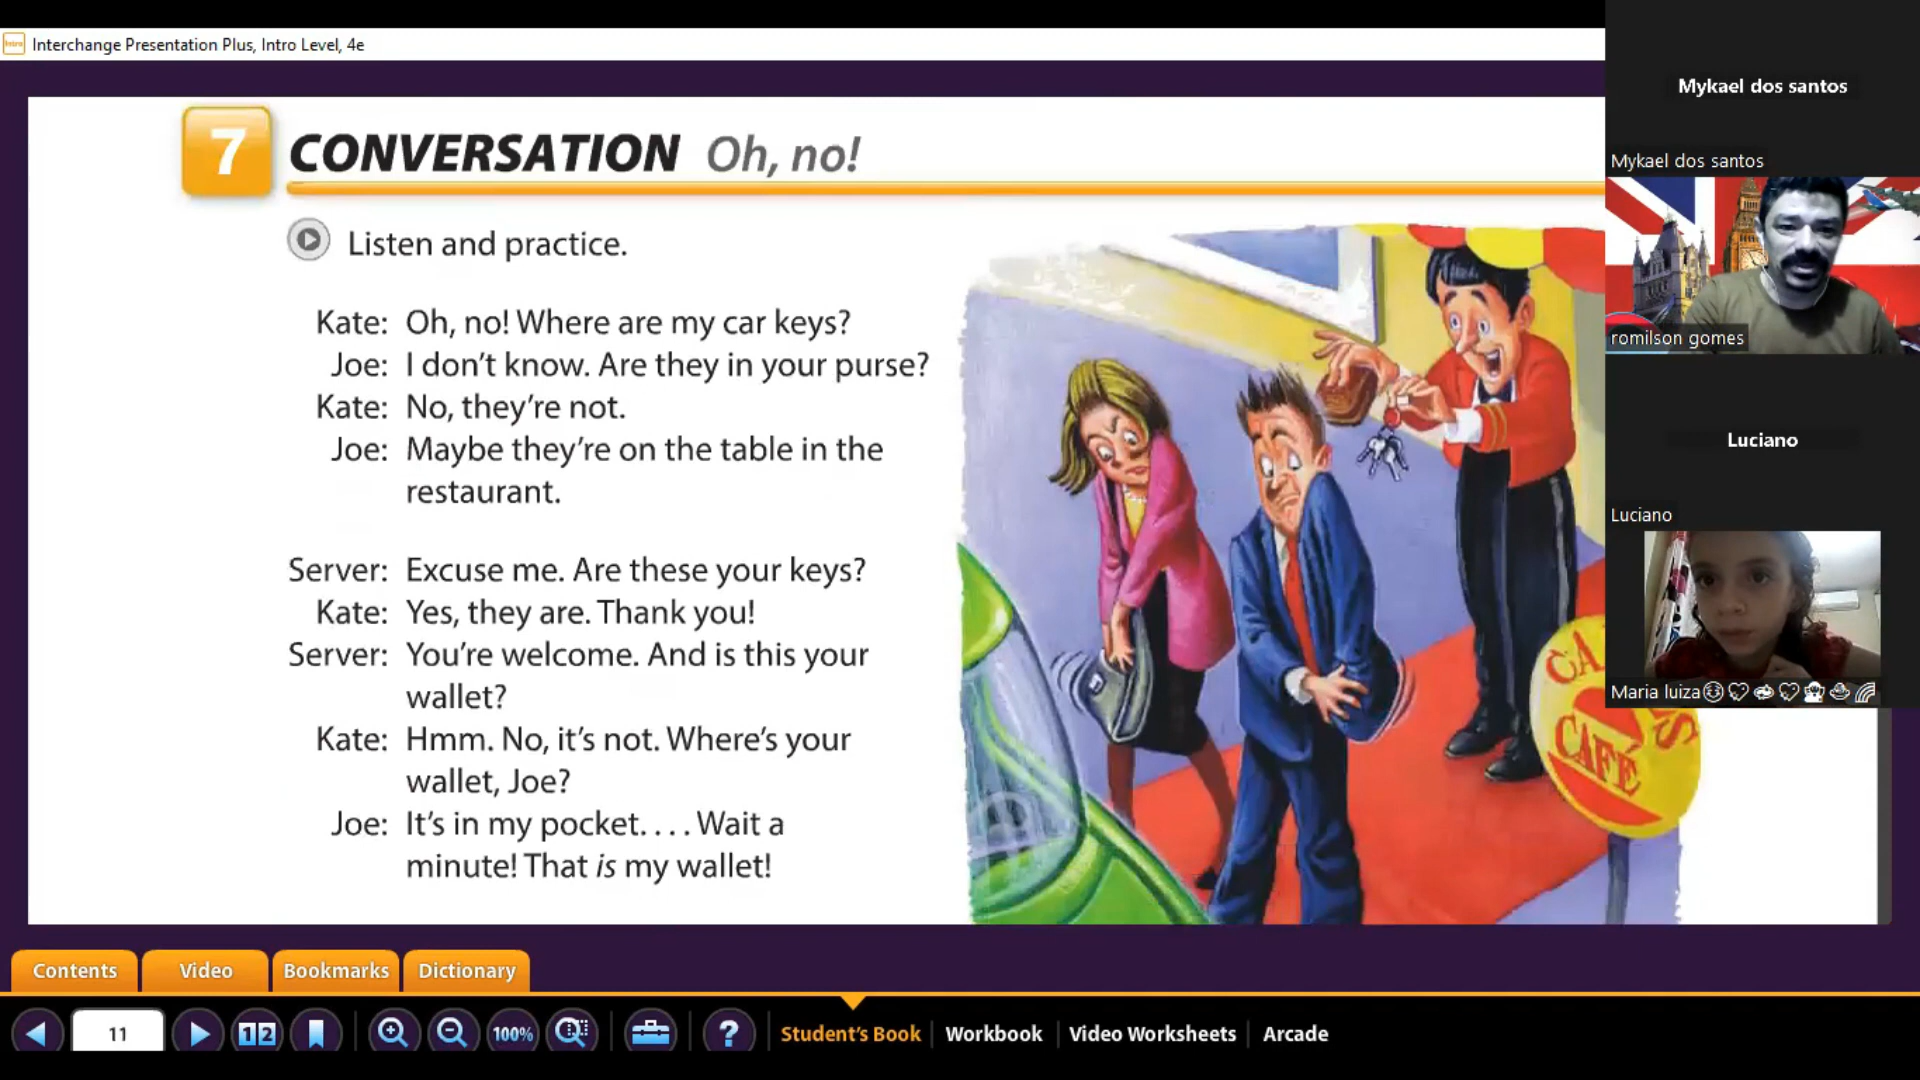 Interchange Presentation Plus, Intro Level, 4e
7 CONVERSATION Oh, no!
Listen and practice.
Kate: Oh, no! Where are my car keys?
Joe: I don't know. Are they in your purse?
Kate: No, they're not.
Joe: Maybe they're on the table in the
restaurant.
Server: Excuse me. Are these your keys?
Kate: Yes, they are. Thank you!
Server: You're welcome. And is this your
wallet?
Kate: Hmm. No, it's not. Where's your
wallet, Joe?
Joe: It's in my pocket. . . . Wait a
minute! That is my wallet!
CAFÉ
Mykael dos santos
Mykael dos santos
romilson gomes
Luciano
Luciano
Maria luiza
Contents Video Bookmarks Dictionary
11 1 2 100% ? Student's Book Workbook Video Worksheets Arcade